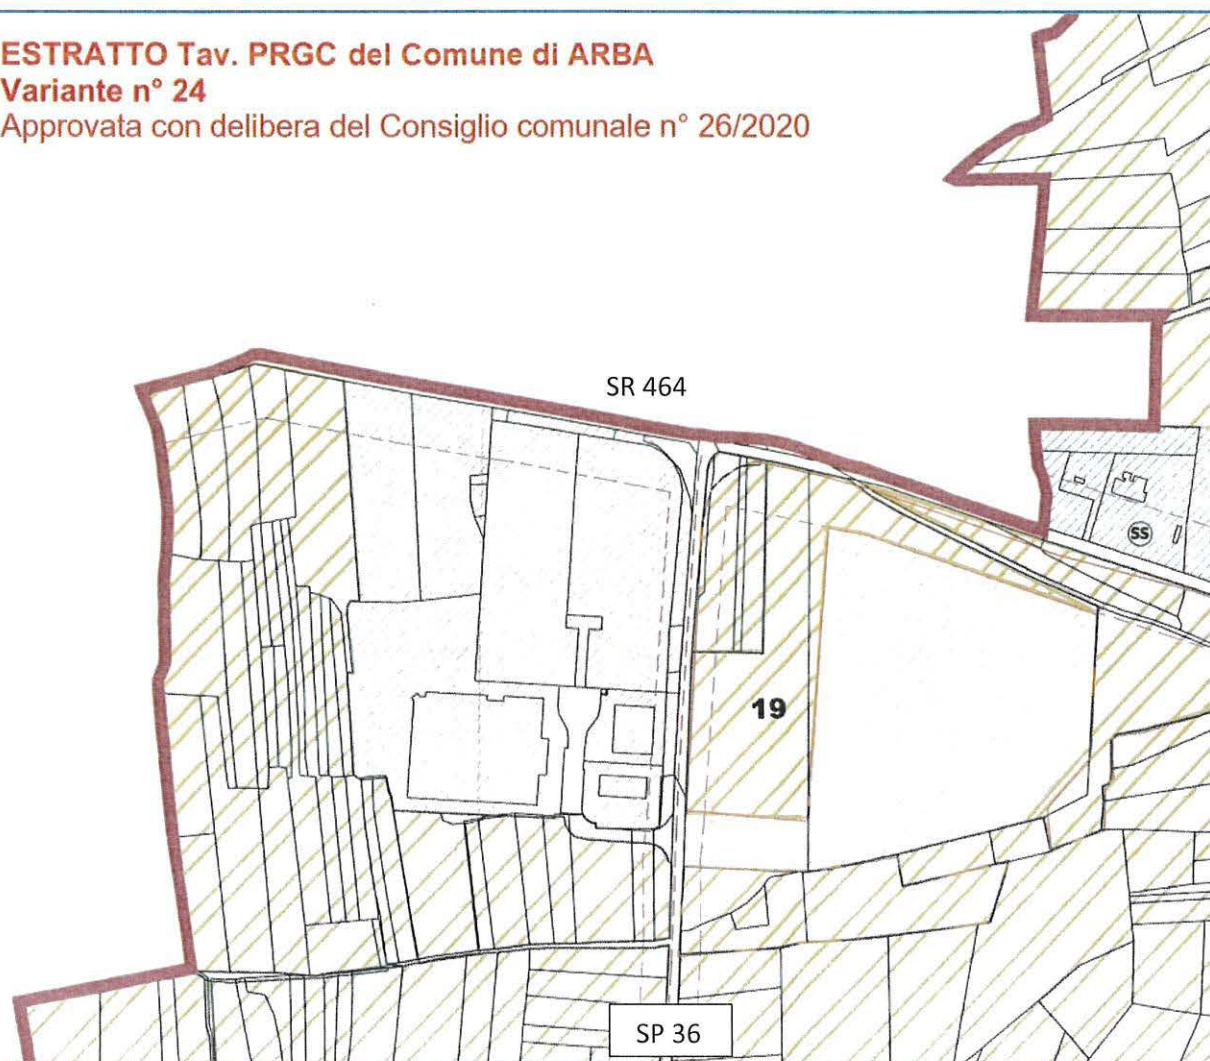 ESTRATTO Tav. PRGC del Comune di ARBA
Variante n° 24
Approvata con delibera del Consiglio comunale n° 26/2020
SR 464
SS
19
SP 36